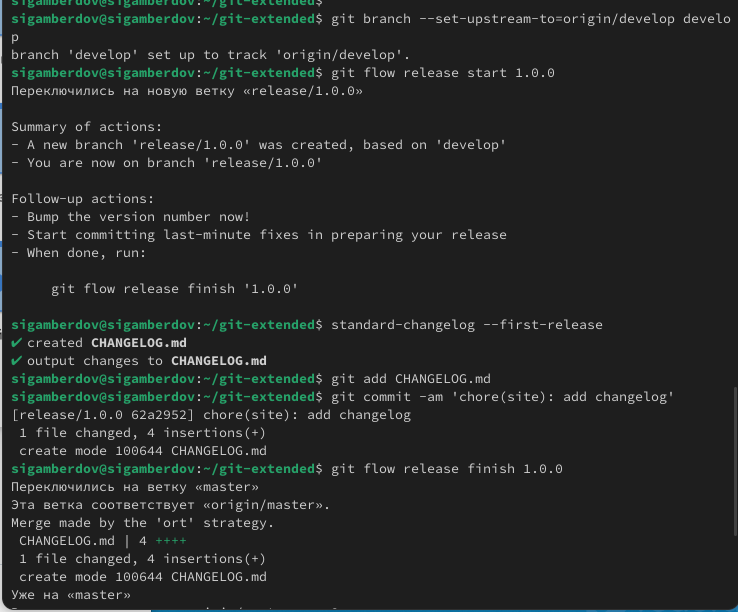 sigamberdov@sigamberdov:~/git-extended$
sigamberdov@sigamberdov:~/git-extended$ git branch --set-upstream-to=origin/develop develo
p
branch 'develop' set up to track 'origin/develop'.
sigamberdov@sigamberdov:~/git-extended$ git flow release start 1.0.0
Переключились на новую ветку «release/1.0.0»
Summary of actions:
- A new branch 'release/1.0.0' was created, based on 'develop'
- You are now on branch 'release/1.0.0'
Follow-up actions:
- Bump the version number now!
- Start committing last-minute fixes in preparing your release
- When done, run:
git flow release finish '1.0.0'
sigamberdov@sigamberdov:~/git-extended$ standard-changelog --first-release
✔ created CHANGELOG.md
✔ output changes to CHANGELOG.md
sigamberdov@sigamberdov:~/git-extended$ git add CHANGELOG.md
sigamberdov@sigamberdov:~/git-extended$ git commit -am 'chore(site): add changelog'
[release/1.0.0 62a2952] chore(site): add changelog
1 file changed, 4 insertions(+)
create mode 100644 CHANGELOG.md
sigamberdov@sigamberdov:~/git-extended$ git flow release finish 1.0.0
Переключились на ветку «master»
Эта ветка соответствует «origin/master».
Merge made by the 'ort' strategy.
CHANGELOG.md | 4 ++++
1 file changed, 4 insertions(+)
create mode 100644 CHANGELOG.md
Уже на «master»